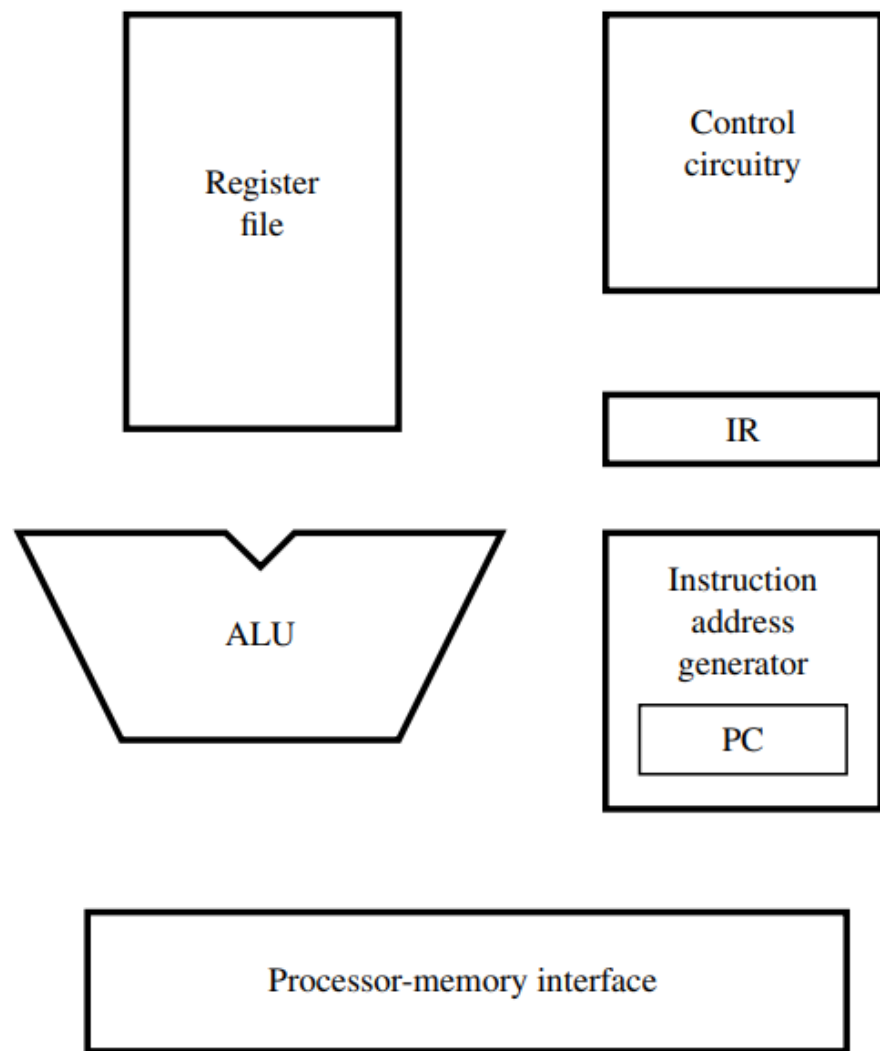 Register
file
Control
circuitry
IR
ALU
Instruction
address
generator
PC
Processor-memory interface